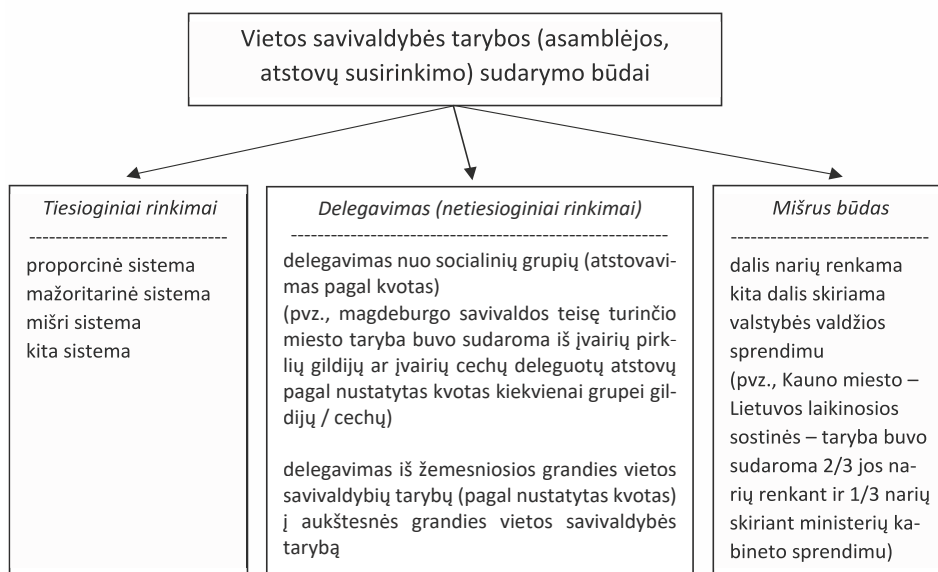 Vietos savivaldybės tarybos (asamblėjos,
atstovų susirinkimo) sudarymo būdai
Tiesioginiai rinkimai
------------------------------
proporcinė sistema
mažoritarinė sistema
mišri sistema
kita sistema
Delegavimas (netiesioginiai rinkimai)
---------------------------------------------------------
delegavimas nuo socialinių grupių (atstovavi-
mas pagal kvotas)
(pvz., magdeburgo savivaldos teisę turinčio
miesto taryba buvo sudaroma iš įvairių pirk-
lių gildijų ar įvairių cechų deleguotų atstovų
pagal nustatytas kvotas kiekvienai grupei gil-
dijų / cechų)
delegavimas iš žemesniosios grandies vietos
savivaldybių tarybų (pagal nustatytas kvotas)
į aukštesnės grandies vietos savivaldybės
tarybą
Mišrus būdas
------------------------------
dalis narių renkama
kita dalis skiriama
valstybės valdžios
sprendimu
(pvz., Kauno miesto –
Lietuvos laikinosios
sostinės – taryba buvo
sudaroma 2/3 jos na-
rių renkant ir 1/3 narių
skiriant ministerių ka-
bineto sprendimu)